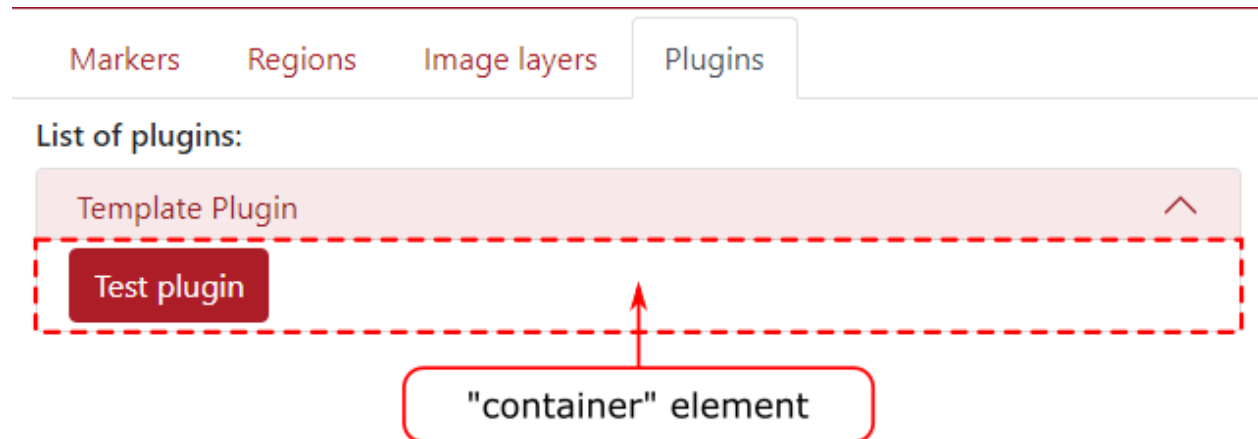 Markers Regions Image layers Plugins
List of plugins:
Template Plugin
Test plugin
"container" element